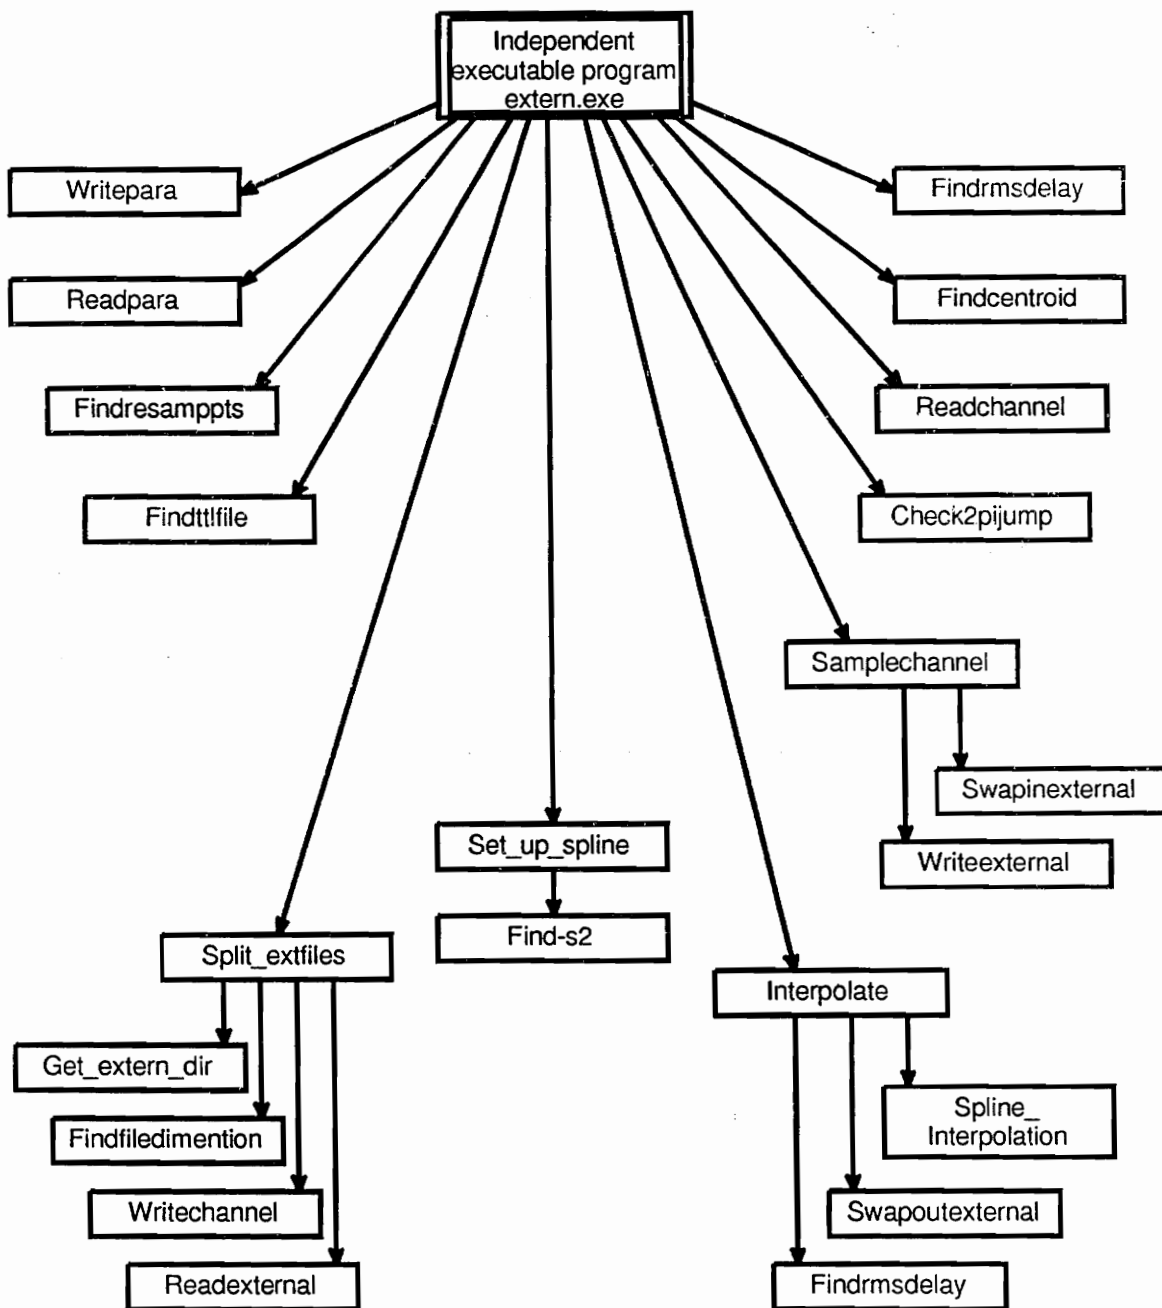 Independent
executable program
extern.exe
Writepara
Findrmsdelay
Readpara
Findcentroid
Findresamppts
Readchannel
Findttlfile
Check2pijump
Samplechannel
Swapinexternal
Set_up_spline
Writeexternal
Find-s2
Split_extfiles
Interpolate
Get_extern_dir
Spline_
Interpolation
Findfiledimention
Writechannel
Swapoutexternal
Readexternal
Findrmsdelay